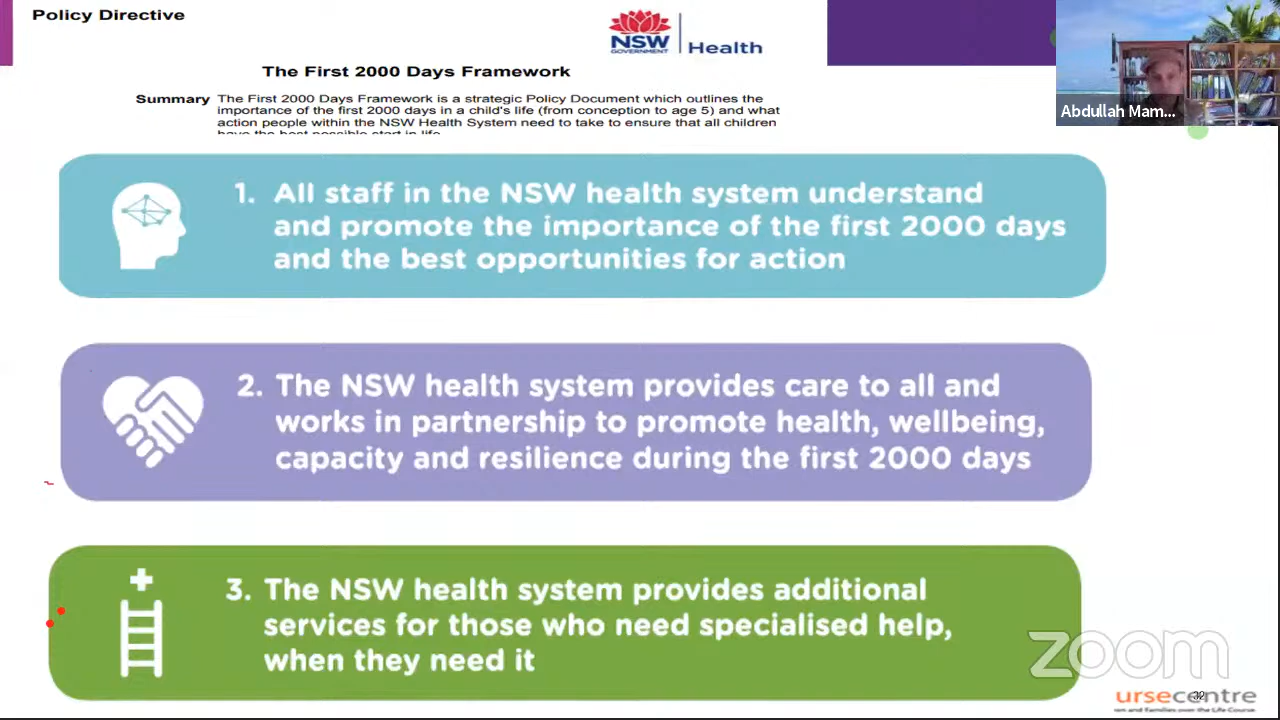 Policy Directive
NSW
GOVERNMENT
Health
The First 2000 Days Framework
Summary The First 2000 Days Framework is a strategic Policy Document which outlines the
importance of the first 2000 days in a child's life (from conception to age 5) and what
action people within the NSW Health System need to take to ensure that all children
have the best possible start in life
Abdullah Mam...
1. All staff in the NSW health system understand
and promote the importance of the first 2000 days
and the best opportunities for action
2. The NSW health system provides care to all and
works in partnership to promote health, wellbeing,
capacity and resilience during the first 2000 days
3. The NSW health system provides additional
services for those who need specialised help,
when they need it
zoom
ursecentre
32
en and Families over the Life Course